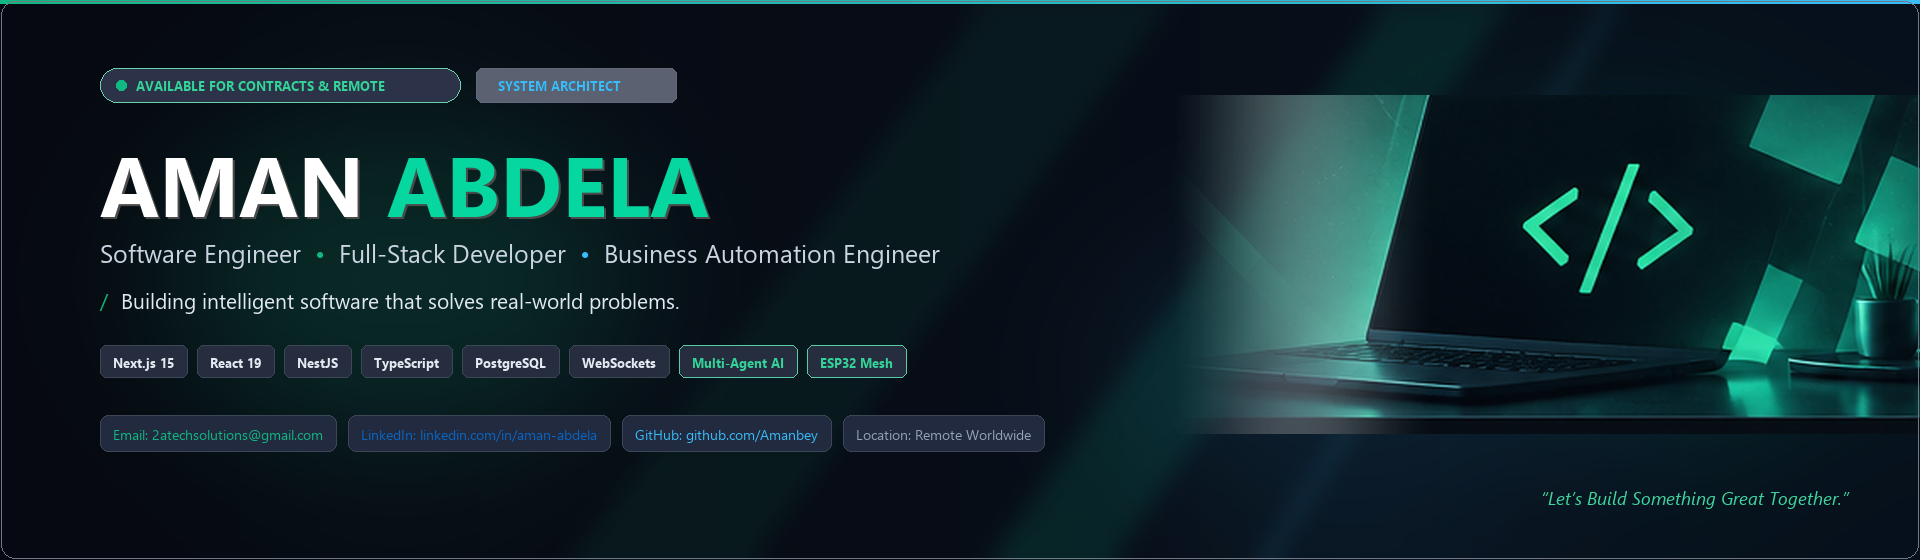 AVAILABLE FOR CONTRACTS & REMOTE
SYSTEM ARCHITECT
AMAN ABDELA
Software Engineer • Full-Stack Developer • Business Automation Engineer
/ Building intelligent software that solves real-world problems.
Next.js 15 React 19 NestJS TypeScript PostgreSQL WebSockets Multi-Agent AI ESP32 Mesh
Email: 2atechsolutions@gmail.com LinkedIn: linkedin.com/in/aman-abdela GitHub: github.com/Amanbey Location: Remote Worldwide
</>
“Let’s Build Something Great Together.”